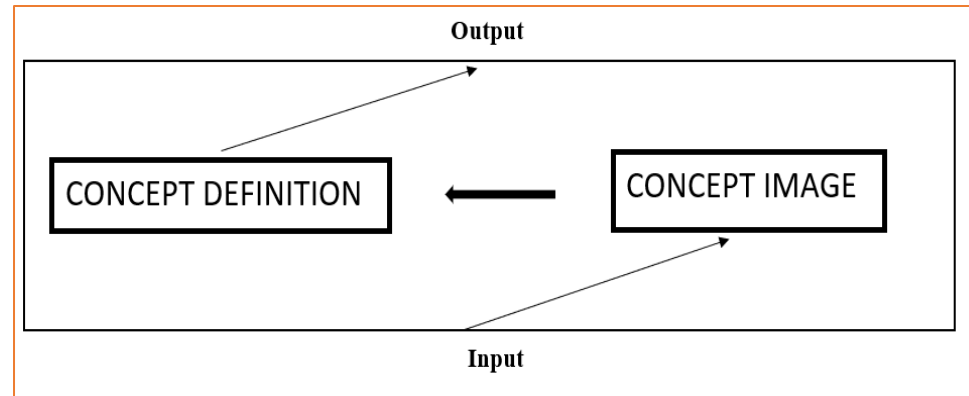 Output
CONCEPT DEFINITION
CONCEPT IMAGE
Input